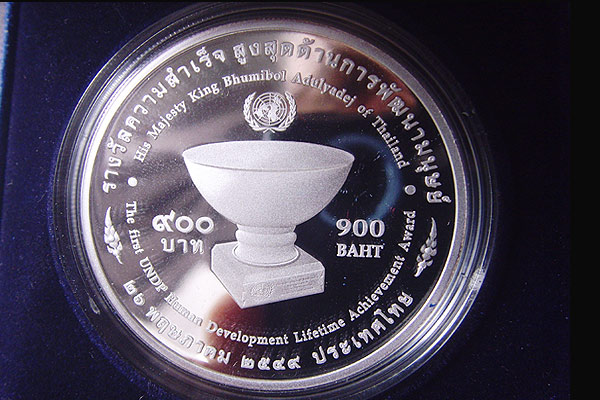 รางวัลความสำเร็จ สูงสุดด้านการพัฒนามนุษย์
His Majesty King Bhumibol Adulyadej of Thailand
๙๐๐
บาท
900
BAHT
The first UNDP Human Development Lifetime Achievement Award
๒๖ พฤษภาคม ๒๕๔๙ ประเทศไทย